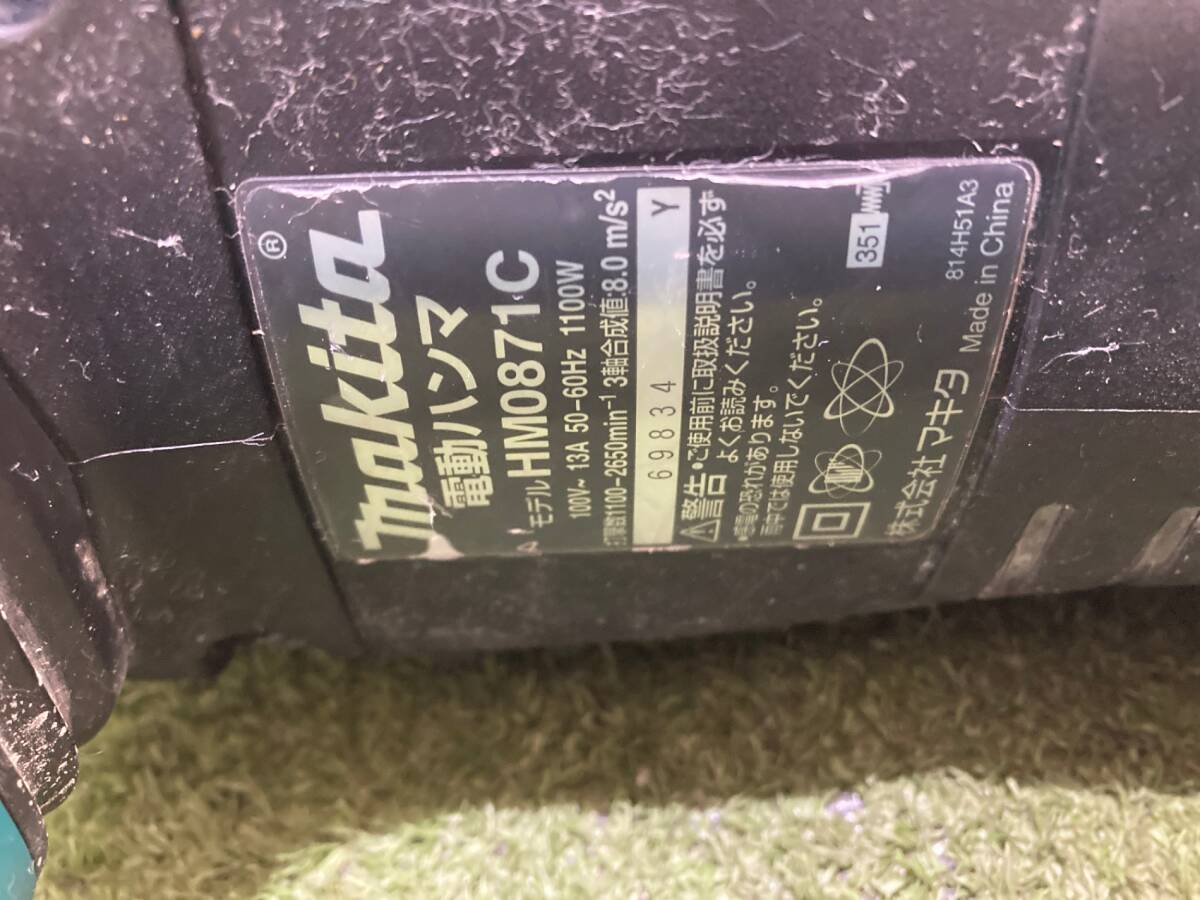 makita®
電動ハンマ
モデル HM0871C
100V~ 13A 50-60Hz 1100W
打撃数1100-2650min⁻¹ 3軸合成値:8.0 m/s²
69834 Y
⚠警告・ご使用前に取扱説明書を必ず
よくお読みください。
・感電の恐れがあります。
雨中では使用しないでください。
351
株式会社マキタ
814H51A3
Made in China